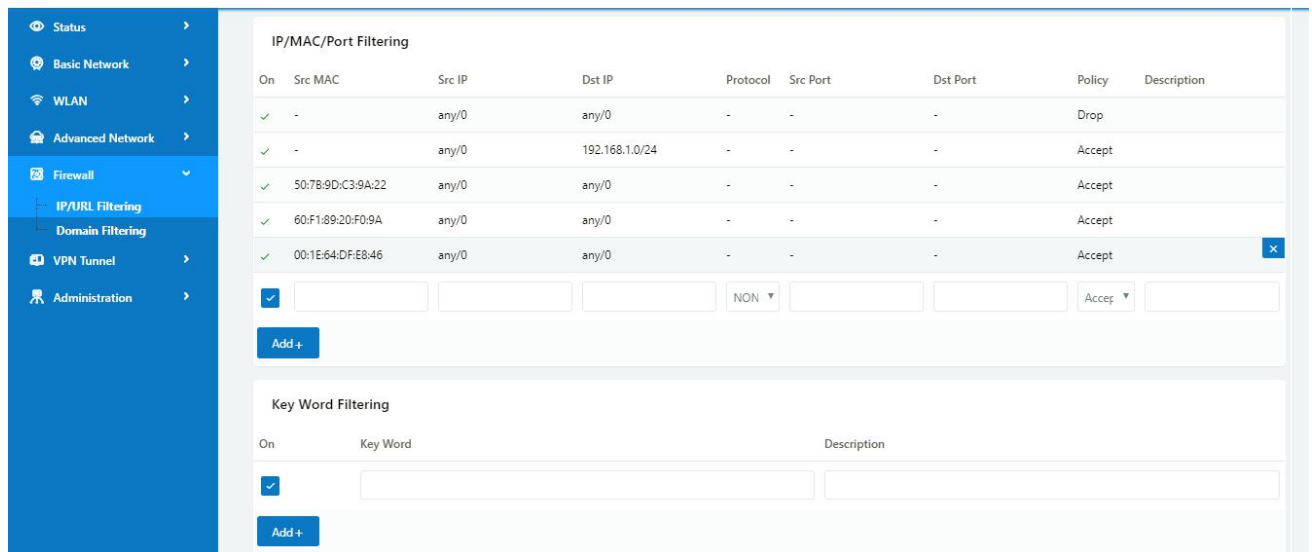 Status
Basic Network
WLAN
Advanced Network
Firewall
IP/URL Filtering
Domain Filtering
VPN Tunnel
Administration
IP/MAC/Port Filtering
On Src MAC Src IP Dst IP Protocol Src Port Dst Port Policy Description
- any/0 any/0 - - - Drop
- any/0 192.168.1.0/24 - - - Accept
50:7B:9D:C3:9A:22 any/0 any/0 - - - Accept
60:F1:89:20:F0:9A any/0 any/0 - - - Accept
00:1E:64:DF:E8:46 any/0 any/0 - - - Accept
NON Accep
Add +
Key Word Filtering
On Key Word Description
Add +